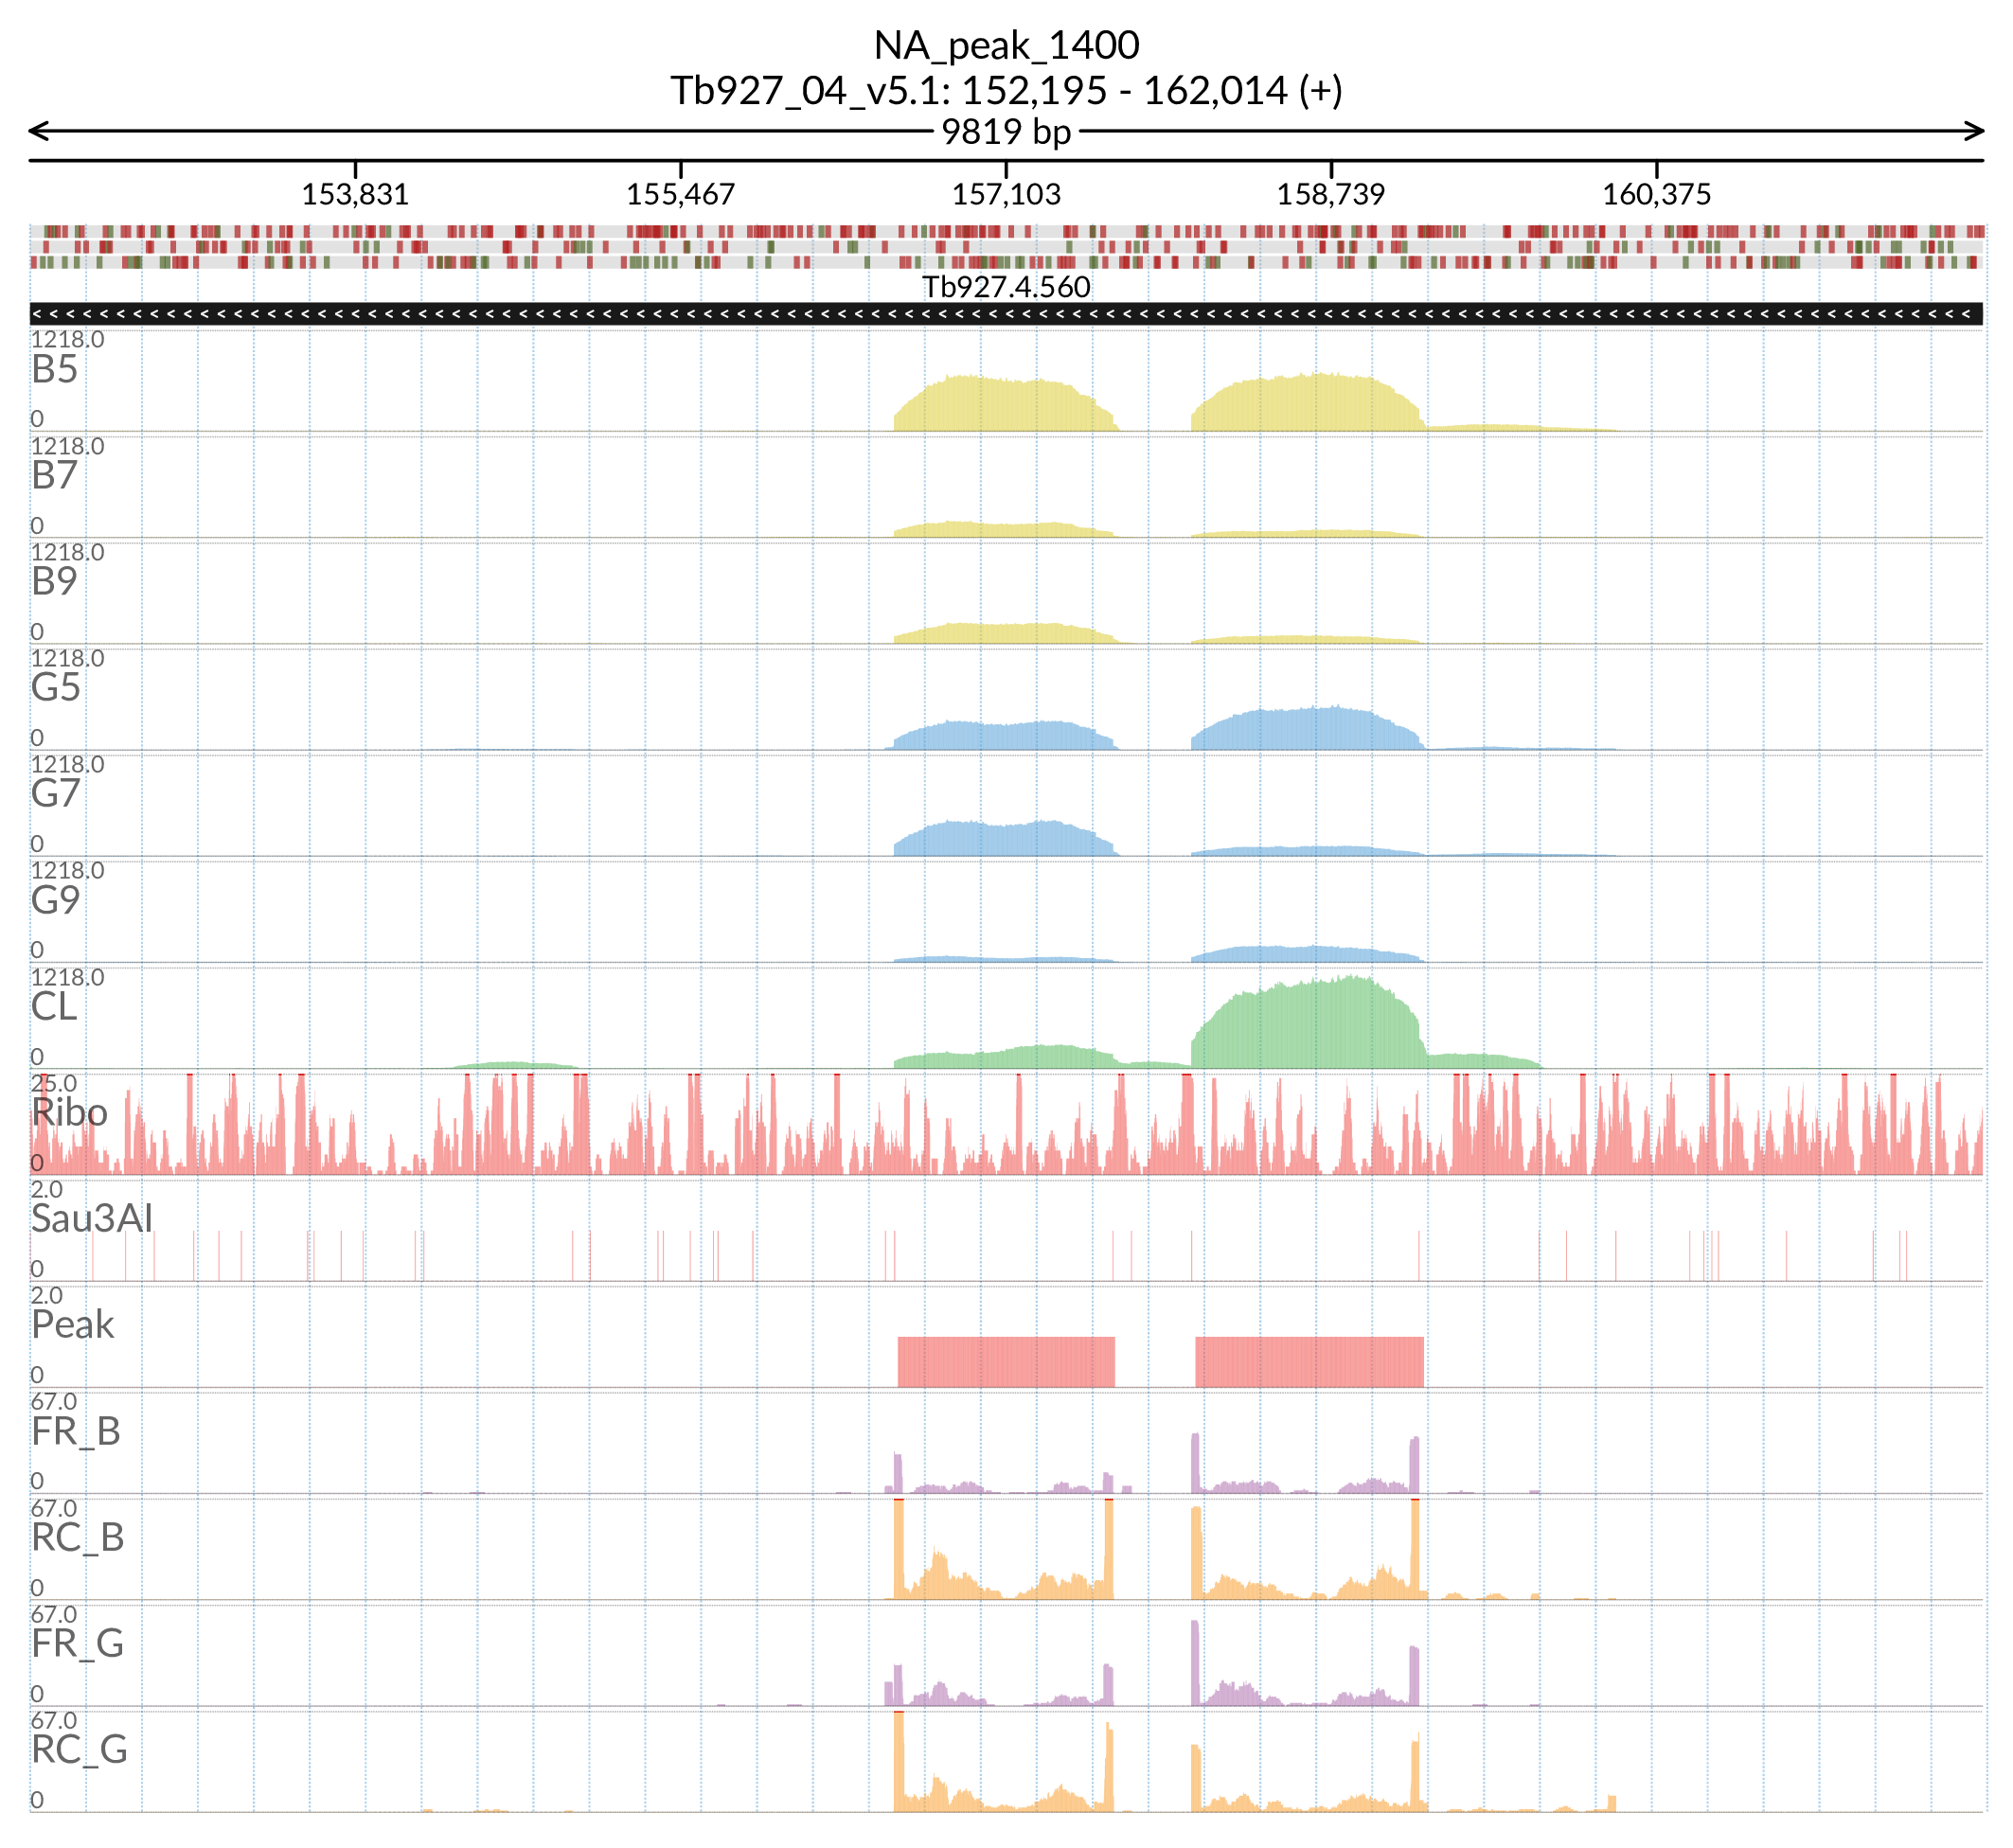 NA_peak_1400
Tb927_04_v5.1: 152,195 - 162,014 (+)
9819 bp
153,831 155,467 157,103 158,739 160,375
Tb927.4.560
1218.0
B5
0
1218.0
B7
0
1218.0
B9
0
1218.0
G5
0
1218.0
G7
0
1218.0
G9
0
1218.0
CL
0
25.0
Ribo
0
2.0
Sau3AI
0
2.0
Peak
0
67.0
FR_B
0
67.0
RC_B
0
67.0
FR_G
0
67.0
RC_G
0